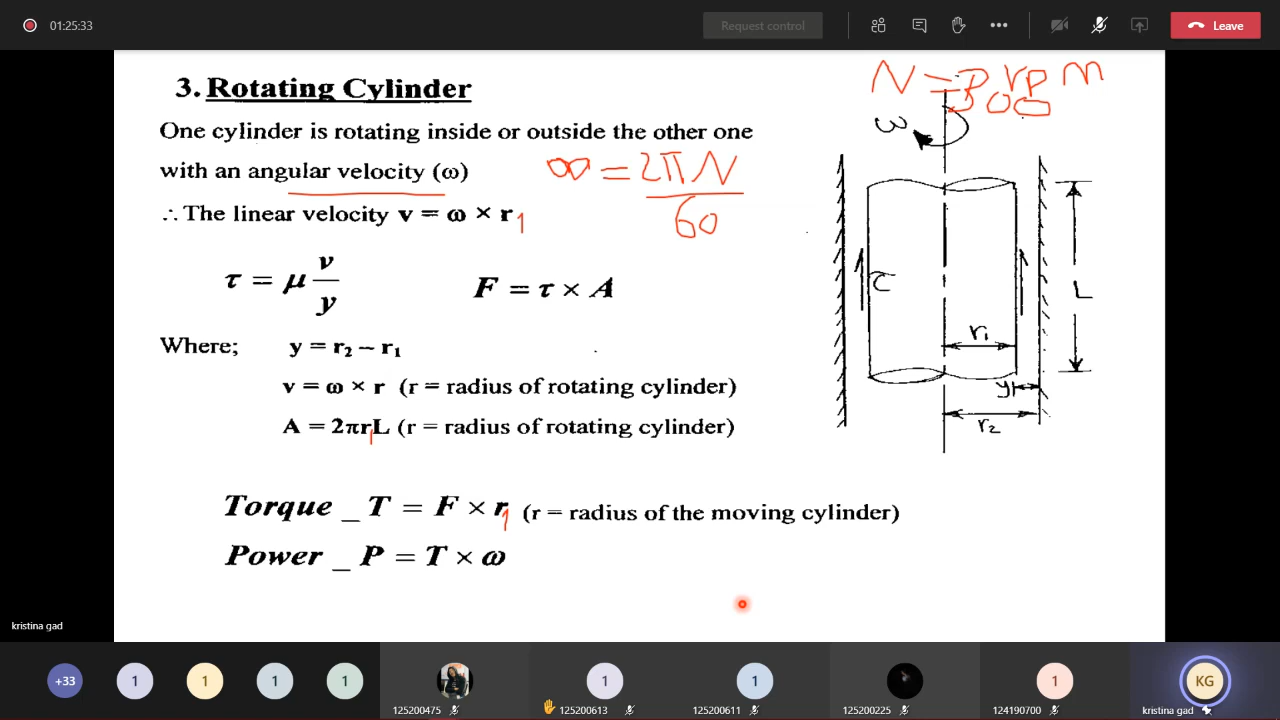 01:25:33
Request control
Leave
3. Rotating Cylinder
One cylinder is rotating inside or outside the other one
with an angular velocity (ω)
∴ The linear velocity v = ω × r1
ω = 2πN
60
N = rpm
300
ω
τ = μ v
y
F = τ × A
Where; y = r₂ – r₁
v = ω × r (r = radius of rotating cylinder)
A = 2πr1L (r = radius of rotating cylinder)
Torque _ T = F × r1 (r = radius of the moving cylinder)
Power _ P = T × ω
τ
L
r₁
y
r₂
kristina gad
+33
1
1
1
1
125200475
1
125200613
1
125200611
125200225
1
124190700
KG
kristina gad